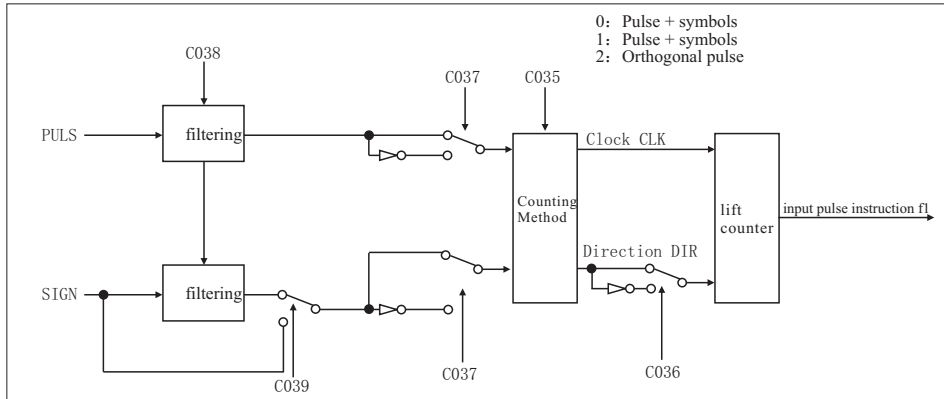 0: Pulse + symbols
1: Pulse + symbols
2: Orthogonal pulse
C038
C037
C035
PULS
filtering
Clock CLK
Counting
Method
lift
counter
input pulse instruction f1
Direction DIR
SIGN
filtering
C039
C037
C036